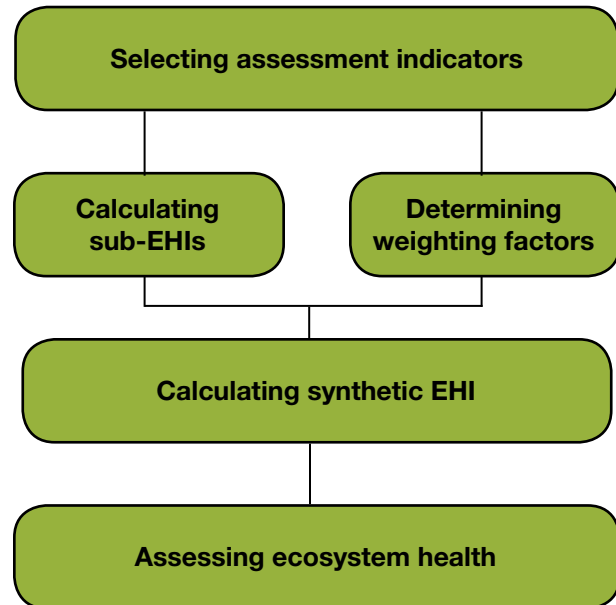 Selecting assessment indicators
Calculating
sub-EHIs
Determining
weighting factors
Calculating synthetic EHI
Assessing ecosystem health